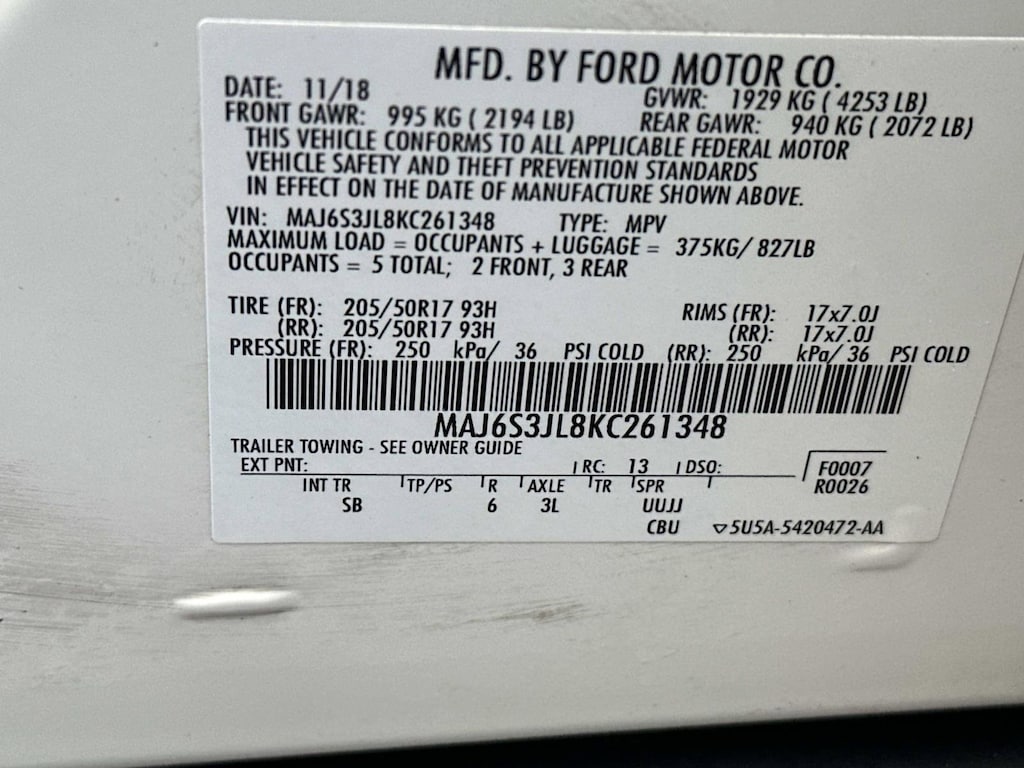 MFD. BY FORD MOTOR CO.
DATE: 11/18 GVWR: 1929 KG ( 4253 LB)
FRONT GAWR: 995 KG ( 2194 LB) REAR GAWR: 940 KG ( 2072 LB)
THIS VEHICLE CONFORMS TO ALL APPLICABLE FEDERAL MOTOR
VEHICLE SAFETY AND THEFT PREVENTION STANDARDS
IN EFFECT ON THE DATE OF MANUFACTURE SHOWN ABOVE.
VIN: MAJ6S3JL8KC261348 TYPE: MPV
MAXIMUM LOAD = OCCUPANTS + LUGGAGE = 375KG/ 827LB
OCCUPANTS = 5 TOTAL; 2 FRONT, 3 REAR
TIRE (FR): 205/50R17 93H RIMS (FR): 17x7.0J
(RR): 205/50R17 93H (RR): 17x7.0J
PRESSURE (FR): 250 kPa/ 36 PSI COLD (RR): 250 kPa/ 36 PSI COLD
MAJ6S3JL8KC261348
TRAILER TOWING - SEE OWNER GUIDE
EXT PNT: RC: 13 DSO: F0007
INT TR TP/PS R AXLE TR SPR R0026
SB 6 3L UUJJ
CBU ▽5U5A-5420472-AA